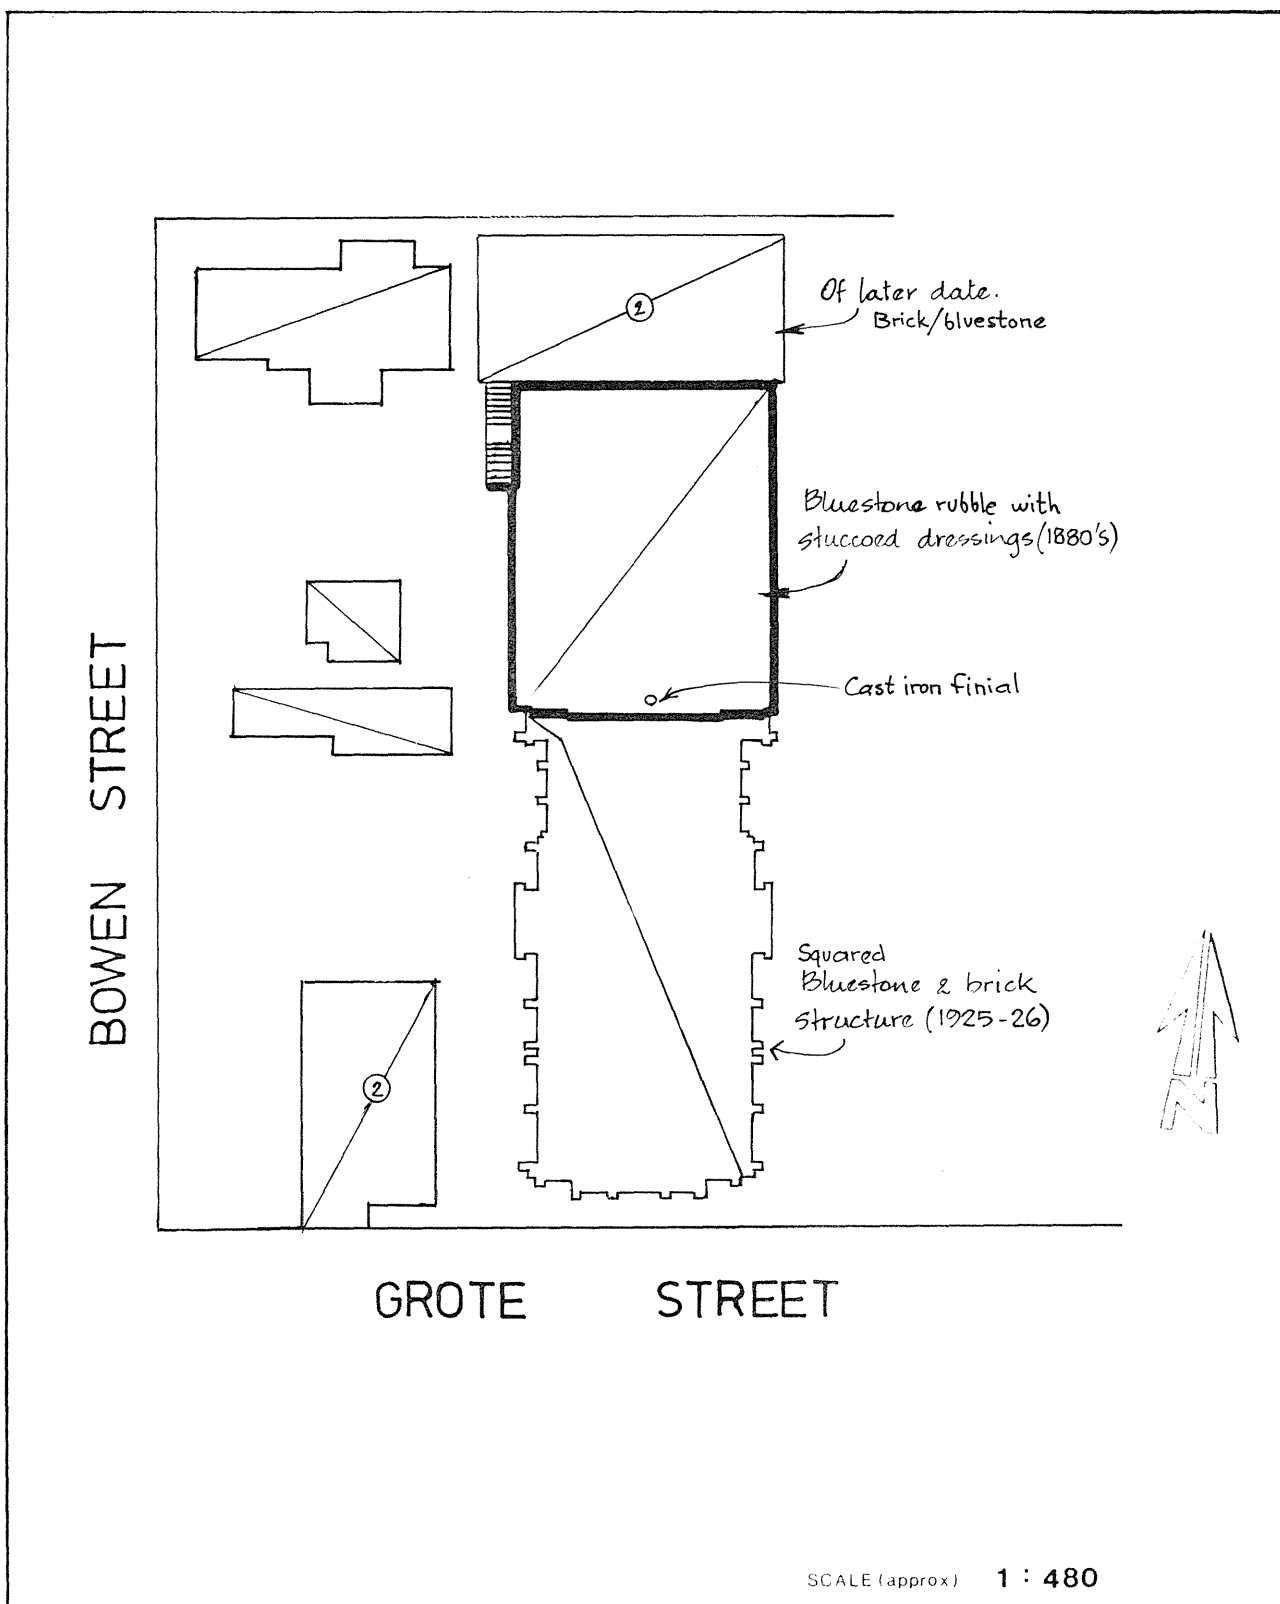 2
Of later date.
Brick/bluestone
Bluestone rubble with
stuccoed dressings (1880's)
Cast iron finial
BOWEN STREET
Squared
Bluestone & brick
structure (1925-26)
N
2
GROTE STREET
SCALE (approx) 1 : 480